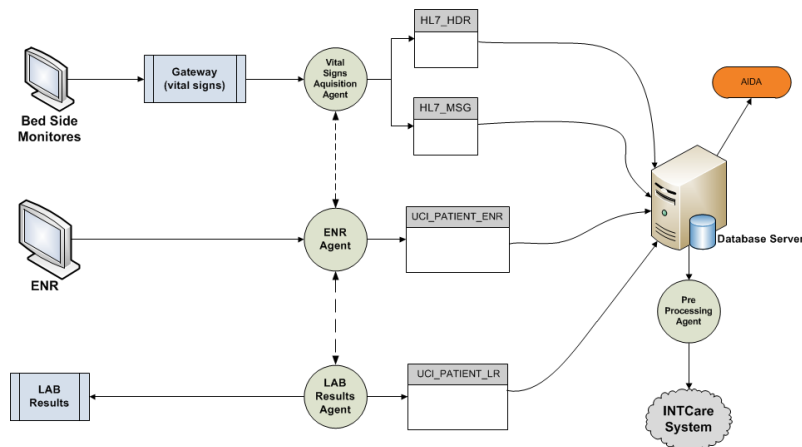 HL7_HDR
Vital
Signs
Aquisition
Agent
Gateway
(vital signs)
AIDA
Bed Side
Monitores
HL7_MSG
UCI_PATIENT_ENR
ENR
Agent
Database Server
ENR
Pre
Processing
Agent
UCI_PATIENT_LR
LAB
Results
LAB
Results
Agent
INTCare
System